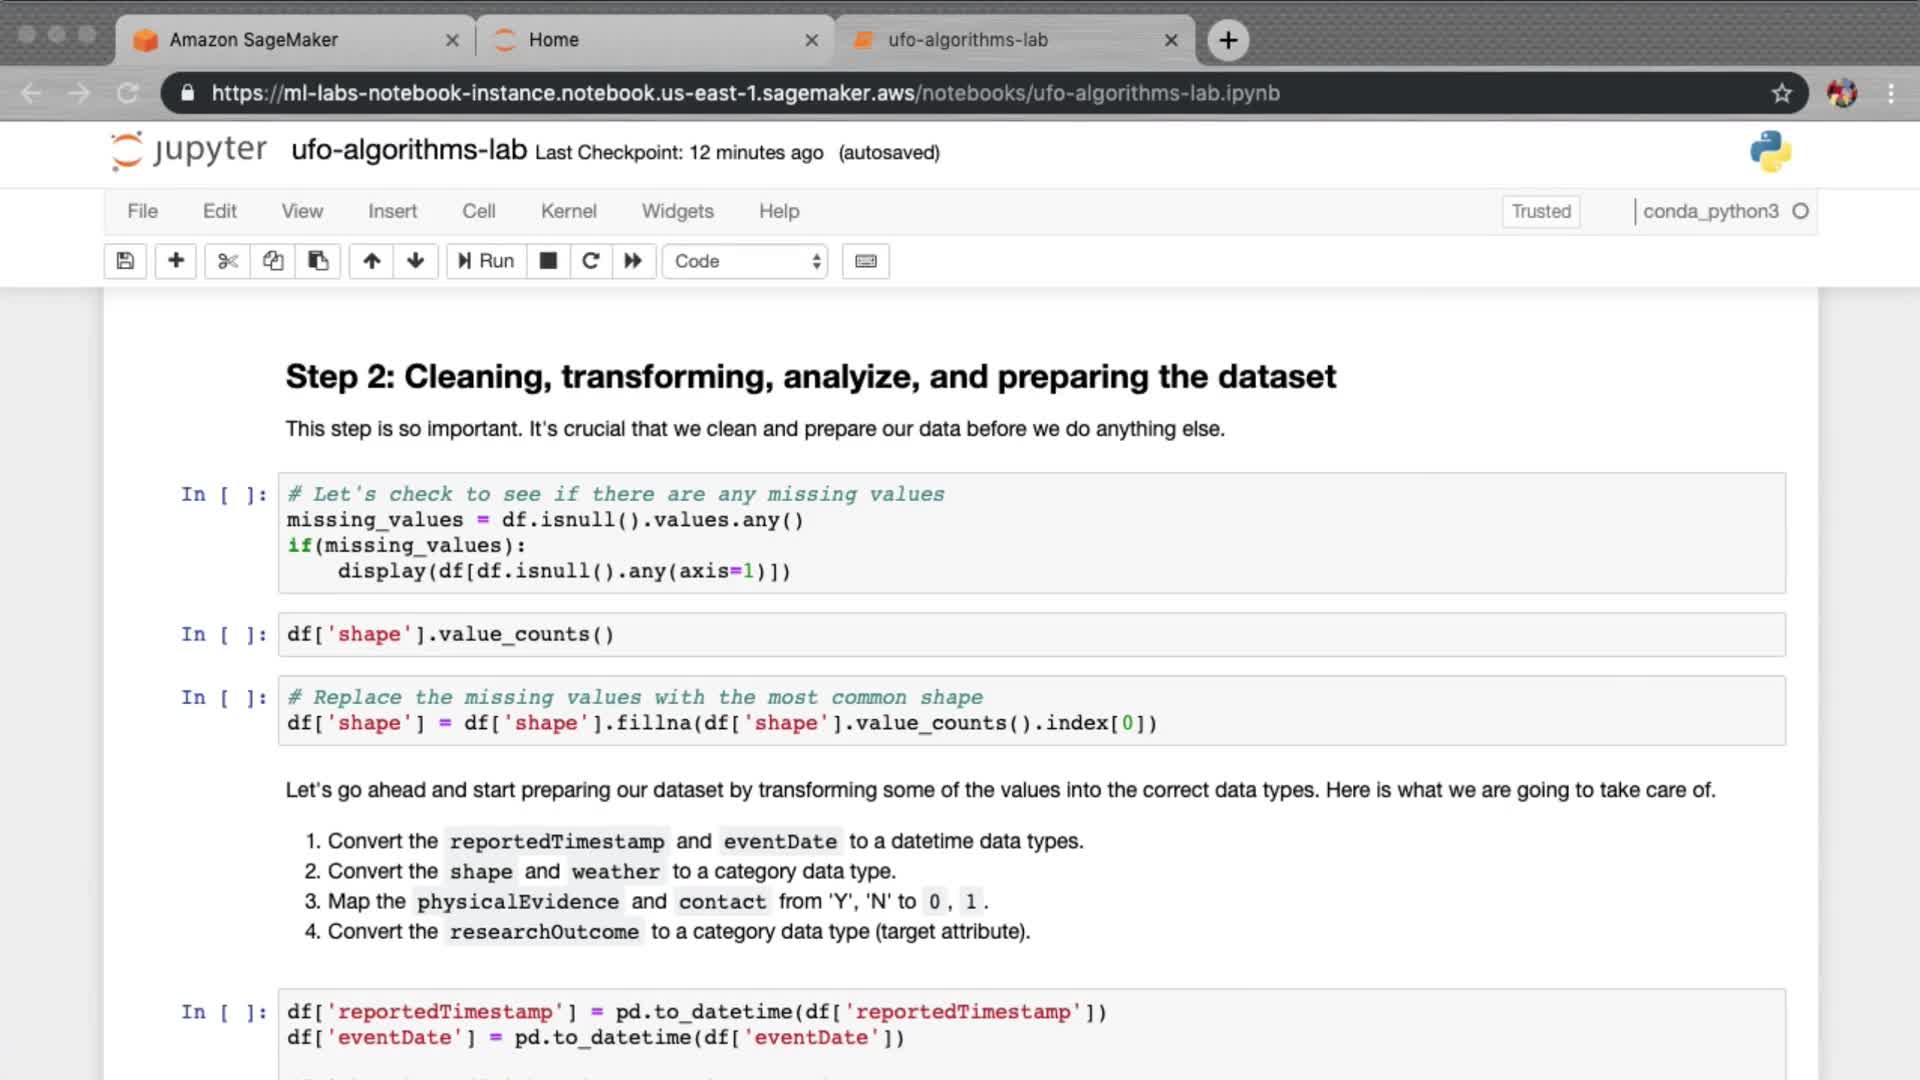 Amazon SageMaker
Home
ufo-algorithms-lab
https://ml-labs-notebook-instance.notebook.us-east-1.sagemaker.aws/notebooks/ufo-algorithms-lab.ipynb
jupyter ufo-algorithms-lab Last Checkpoint: 12 minutes ago (autosaved)
File Edit View Insert Cell Kernel Widgets Help Trusted conda_python3
Run Code
Step 2: Cleaning, transforming, analyize, and preparing the dataset
This step is so important. It's crucial that we clean and prepare our data before we do anything else.
In [ ]: # Let's check to see if there are any missing values
missing_values = df.isnull().values.any()
if(missing_values):
    display(df[df.isnull().any(axis=1)])
In [ ]: df['shape'].value_counts()
In [ ]: # Replace the missing values with the most common shape
df['shape'] = df['shape'].fillna(df['shape'].value_counts().index[0])
Let's go ahead and start preparing our dataset by transforming some of the values into the correct data types. Here is what we are going to take care of.
1. Convert the reportedTimestamp and eventDate to a datetime data types.
2. Convert the shape and weather to a category data type.
3. Map the physicalEvidence and contact from 'Y', 'N' to 0, 1.
4. Convert the researchOutcome to a category data type (target attribute).
In [ ]: df['reportedTimestamp'] = pd.to_datetime(df['reportedTimestamp'])
df['eventDate'] = pd.to_datetime(df['eventDate'])